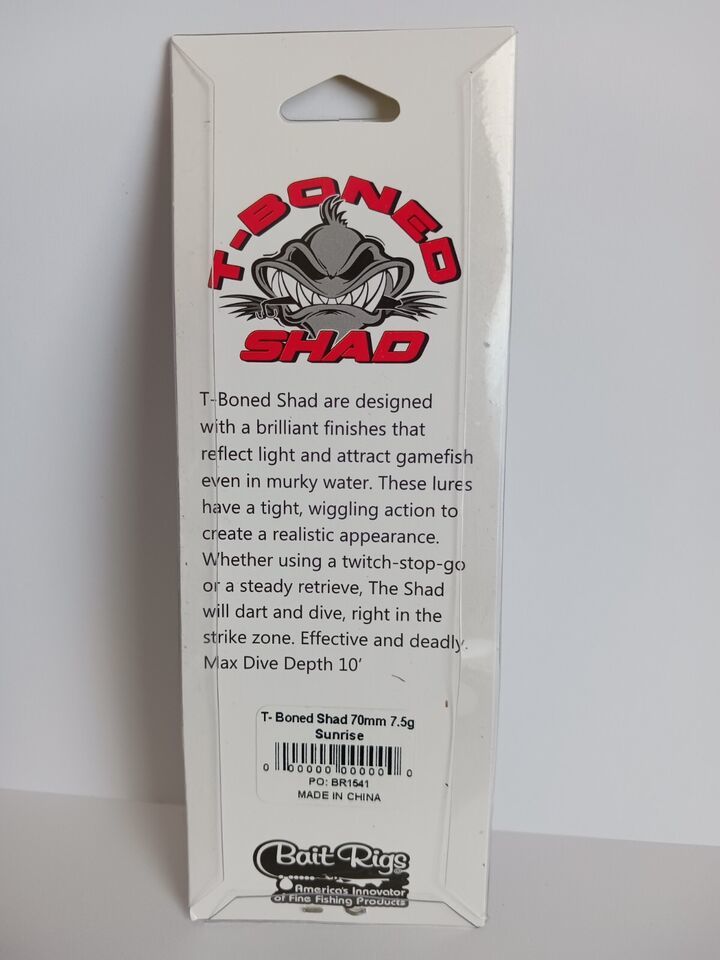 T-BONED
SHAD
T-Boned Shad are designed
with a brilliant finishes that
reflect light and attract gamefish
even in murky water. These lures
have a tight, wiggling action to
create a realistic appearance.
Whether using a twitch-stop-go
or a steady retrieve, The Shad
will dart and dive, right in the
strike zone. Effective and deadly.
Max Dive Depth 10'
T- Boned Shad 70mm 7.5g
Sunrise
0 00000 00000 0
PO: BR1541
MADE IN CHINA
Bait Rigs®
America's Innovator
of Fine Fishing Products